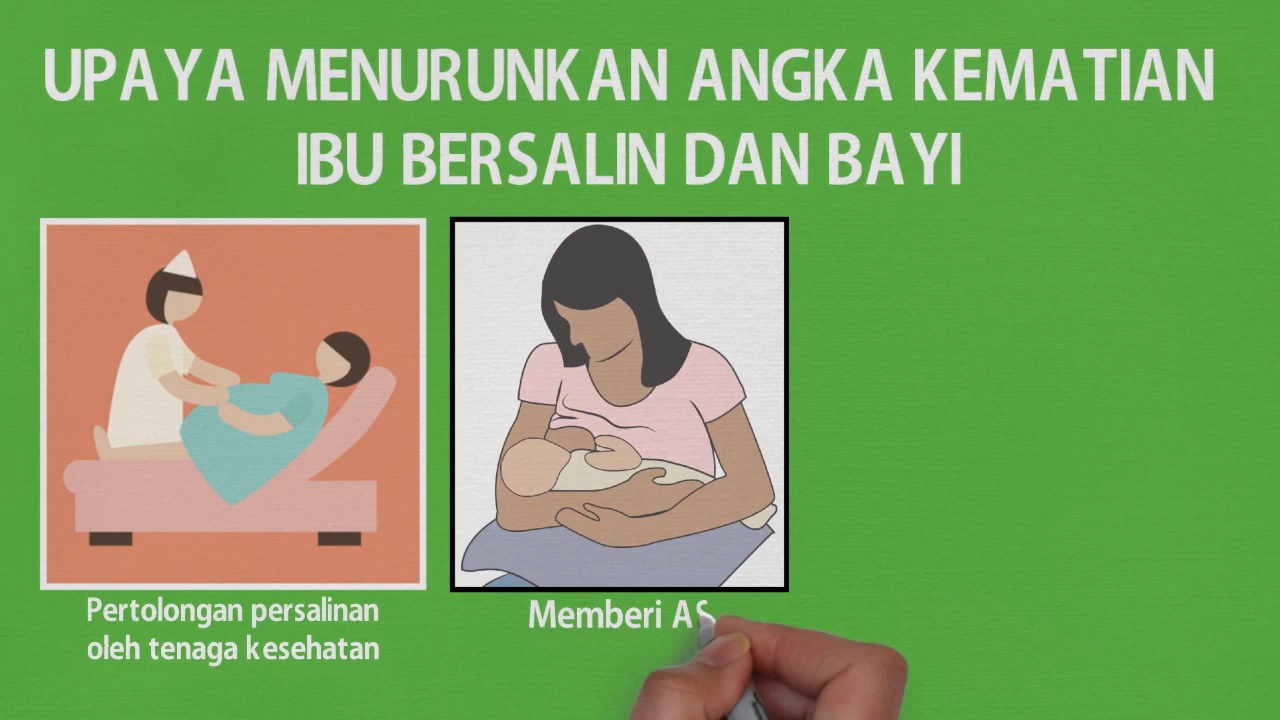 UPAYA MENURUNKAN ANGKA KEMATIAN
IBU BERSALIN DAN BAYI
Pertolongan persalinan
oleh tenaga kesehatan
Memberi AS